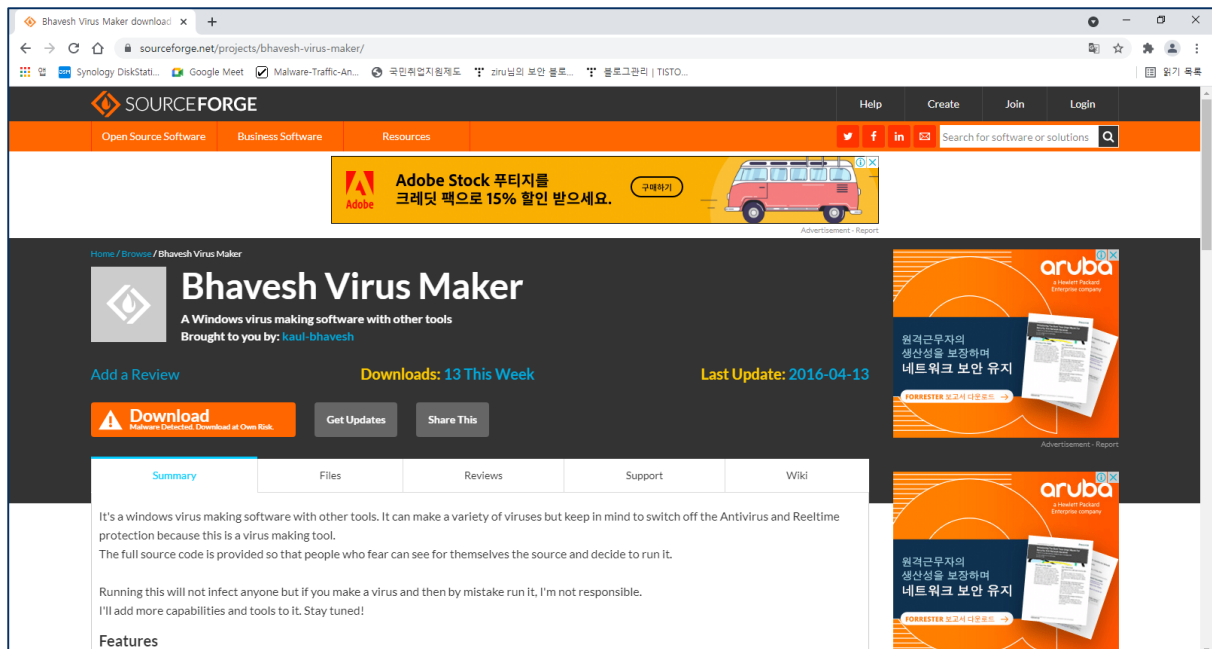 Bhavesh Virus Maker download
sourceforge.net/projects/bhavesh-virus-maker/
앱
Synology DiskStati...
Google Meet
Malware-Traffic-An...
국민취업지원제도
ziru님의 보안 블로...
블로그관리 | TISTO...
읽기 목록
SOURCEFORGE
Help
Create
Join
Login
Open Source Software
Business Software
Resources
Search for software or solutions
Adobe
Adobe Stock 푸티지를
크레딧 팩으로 15% 할인 받으세요.
구매하기
Advertisement - Report
Home / Browse / Bhavesh Virus Maker
Bhavesh Virus Maker
A Windows virus making software with other tools
Brought to you by: kaul-bhavesh
Add a Review
Downloads: 13 This Week
Last Update: 2016-04-13
Download
Malware Detected. Download at Own Risk.
Get Updates
Share This
Summary
Files
Reviews
Support
Wiki
It's a windows virus making software with other tools. It can make a variety of viruses but keep in mind to switch off the Antivirus and Reeltime
protection because this is a virus making tool.
The full source code is provided so that people who fear can see for themselves the source and decide to run it.
Running this will not infect anyone but if you make a virus and then by mistake run it, I'm not responsible.
I'll add more capabilities and tools to it. Stay tuned!
Features
aruba
a Hewlett Packard
Enterprise company
원격근무자의
생산성을 보장하며
네트워크 보안 유지
FORRESTER 보고서 다운로드
Advertisement - Report
aruba
a Hewlett Packard
Enterprise company
원격근무자의
생산성을 보장하며
네트워크 보안 유지
FORRESTER 보고서 다운로드